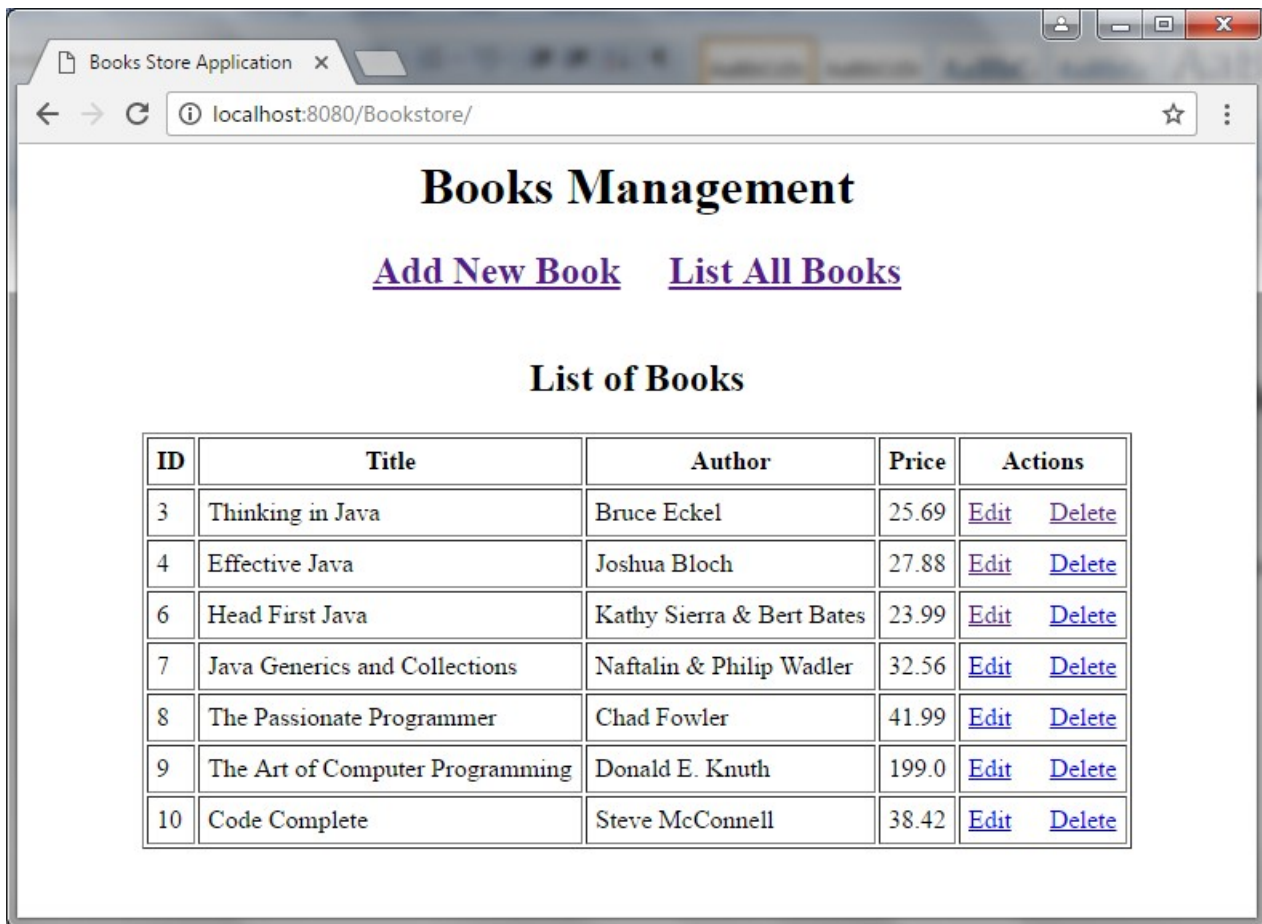 Books Store Application
localhost:8080/Bookstore/
Books Management
Add New Book List All Books
List of Books
ID Title Author Price Actions
3 Thinking in Java Bruce Eckel 25.69 Edit Delete
4 Effective Java Joshua Bloch 27.88 Edit Delete
6 Head First Java Kathy Sierra & Bert Bates 23.99 Edit Delete
7 Java Generics and Collections Naftalin & Philip Wadler 32.56 Edit Delete
8 The Passionate Programmer Chad Fowler 41.99 Edit Delete
9 The Art of Computer Programming Donald E. Knuth 199.0 Edit Delete
10 Code Complete Steve McConnell 38.42 Edit Delete